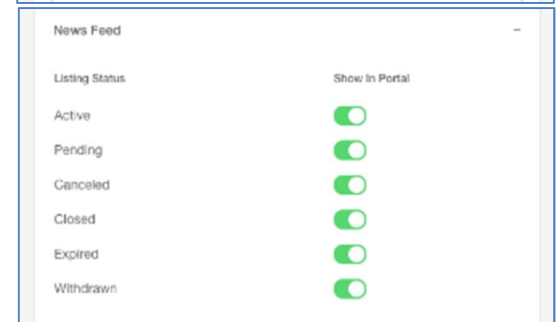 News Feed –
Listing Status Show In Portal
Active
Pending
Canceled
Closed
Expired
Withdrawn